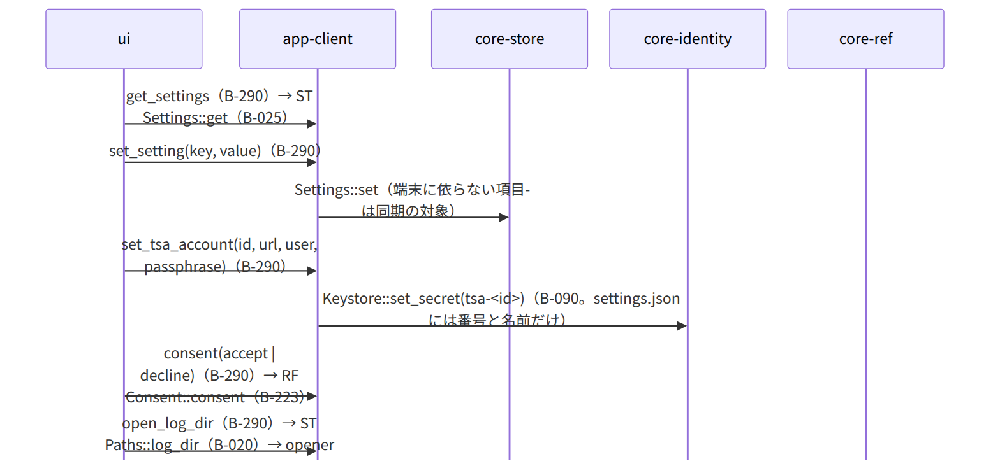 ui
app-client
core-store
core-identity
core-ref
get_settings（B-290）→ ST
Settings::get（B-025）
set_setting(key, value)（B-290）
Settings::set（端末に依らない項目-
は同期の対象）
set_tsa_account(id, url, user,
passphrase)（B-290）
Keystore::set_secret(tsa-<id>)（B-090。settings.json
には番号と名前だけ）
consent(accept |
decline)（B-290）→ RF
Consent::consent（B-223）
open_log_dir（B-290）→ ST
Paths::log_dir（B-020）→ opener